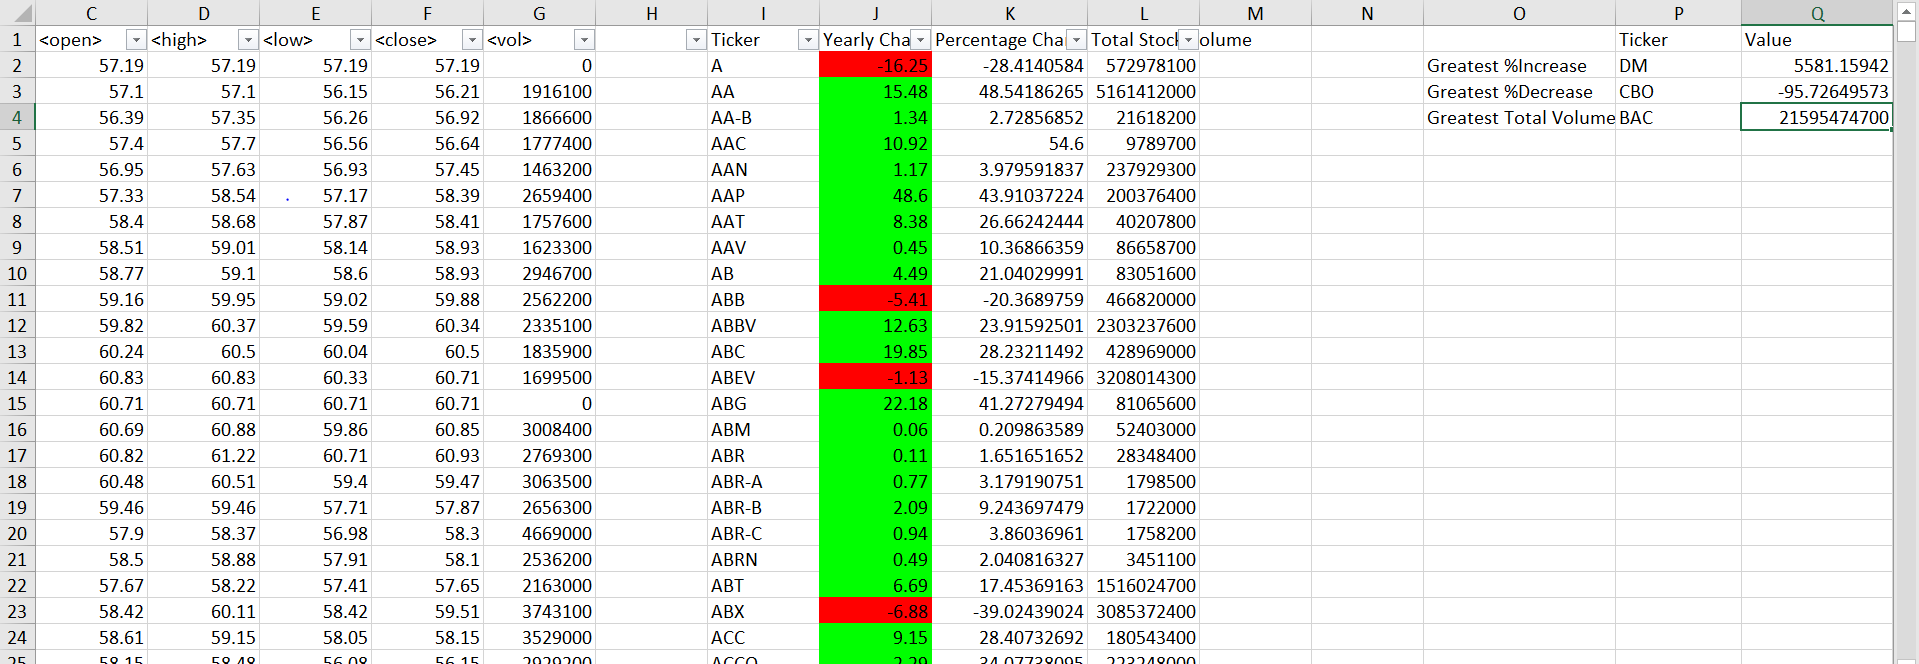 C D E F G H I J K L M N O P Q
1 <open> <high> <low> <close> <vol> Ticker Yearly Cha Percentage Cha Total Stock olume Ticker Value
2 57.19 57.19 57.19 57.19 0 A -16.25 -28.4140584 572978100 Greatest %Increase DM 5581.15942
3 57.1 57.1 56.15 56.21 1916100 AA 15.48 48.54186265 5161412000 Greatest %Decrease CBO -95.72649573
4 56.39 57.35 56.26 56.92 1866600 AA-B 1.34 2.72856852 21618200 Greatest Total Volume BAC 21595474700
5 57.4 57.7 56.56 56.64 1777400 AAC 10.92 54.6 9789700
6 56.95 57.63 56.93 57.45 1463200 AAN 1.17 3.979591837 237929300
7 57.33 58.54 57.17 58.39 2659400 AAP 48.6 43.91037224 200376400
8 58.4 58.68 57.87 58.41 1757600 AAT 8.38 26.66242444 40207800
9 58.51 59.01 58.14 58.93 1623300 AAV 0.45 10.36866359 86658700
10 58.77 59.1 58.6 58.93 2946700 AB 4.49 21.04029991 83051600
11 59.16 59.95 59.02 59.88 2562200 ABB -5.41 -20.3689759 466820000
12 59.82 60.37 59.59 60.34 2335100 ABBV 12.63 23.91592501 2303237600
13 60.24 60.5 60.04 60.5 1835900 ABC 19.85 28.23211492 428969000
14 60.83 60.83 60.33 60.71 1699500 ABEV -1.13 -15.37414966 3208014300
15 60.71 60.71 60.71 60.71 0 ABG 22.18 41.27279494 81065600
16 60.69 60.88 59.86 60.85 3008400 ABM 0.06 0.209863589 52403000
17 60.82 61.22 60.71 60.93 2769300 ABR 0.11 1.651651652 28348400
18 60.48 60.51 59.4 59.47 3063500 ABR-A 0.77 3.179190751 1798500
19 59.46 59.46 57.71 57.87 2656300 ABR-B 2.09 9.243697479 1722000
20 57.9 58.37 56.98 58.3 4669000 ABR-C 0.94 3.86036961 1758200
21 58.5 58.88 57.91 58.1 2536200 ABRN 0.49 2.040816327 3451100
22 57.67 58.22 57.41 57.65 2163000 ABT 6.69 17.45369163 1516024700
23 58.42 60.11 58.42 59.51 3743100 ABX -6.88 -39.02439024 3085372400
24 58.61 59.15 58.05 58.15 3529000 ACC 9.15 28.40732692 180543400
25 58.15 58.48 56.08 56.15 2929200 ACCO 2.29 34.07738095 223248000